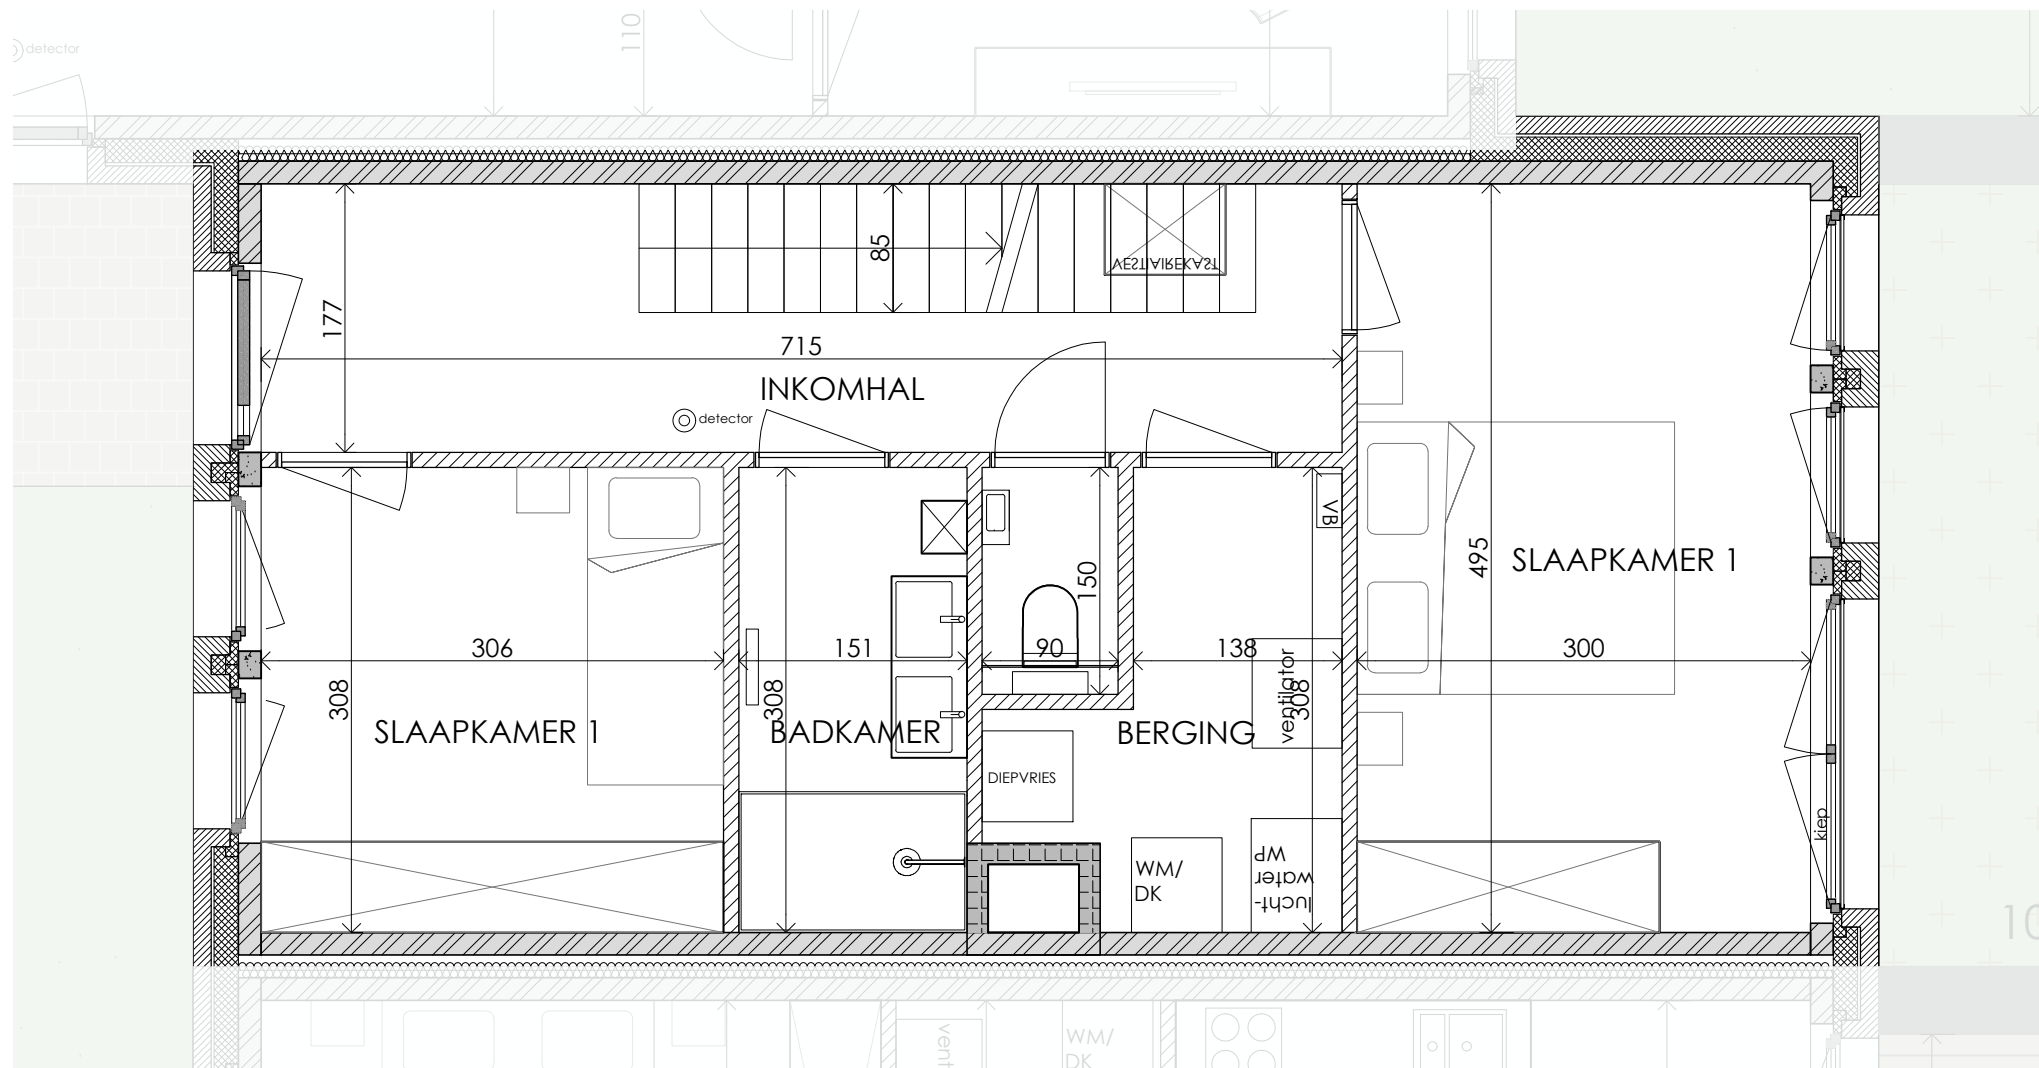 110
detector
85
VESTIAIREKAST
177
715
INKOMHAL
detector
VB
495
SLAAPKAMER 1
150
306
151
90
138
300
ventilator
308
308
308
SLAAPKAMER 1
BADKAMER
BERGING
DIEPVRIES
kiep
WM/
DK
lucht-
water
WP
10
vent
WM/
DK